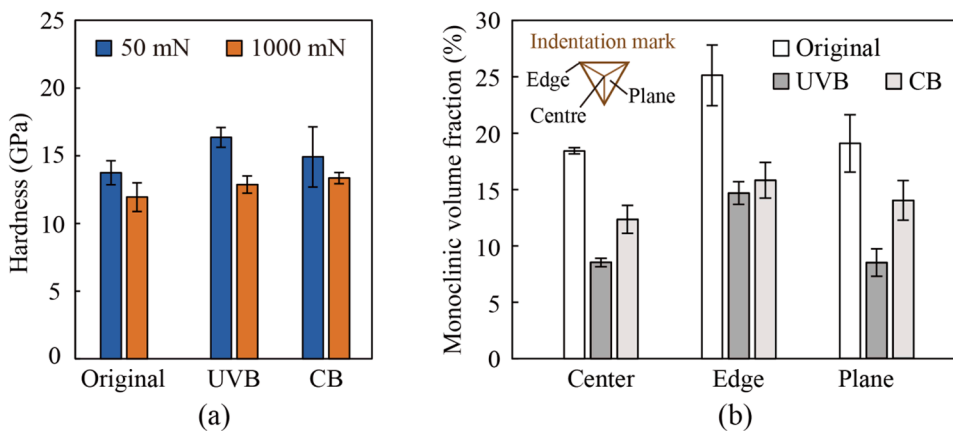 25
20
15
10
5
0
Hardness (GPa)
50 mN
1000 mN
Original
UVB
CB
(a)
30
25
20
15
10
5
0
Monoclinic volume fraction (%)
Indentation mark
Edge
Plane
Centre
Original
UVB
CB
Center
Edge
Plane
(b)